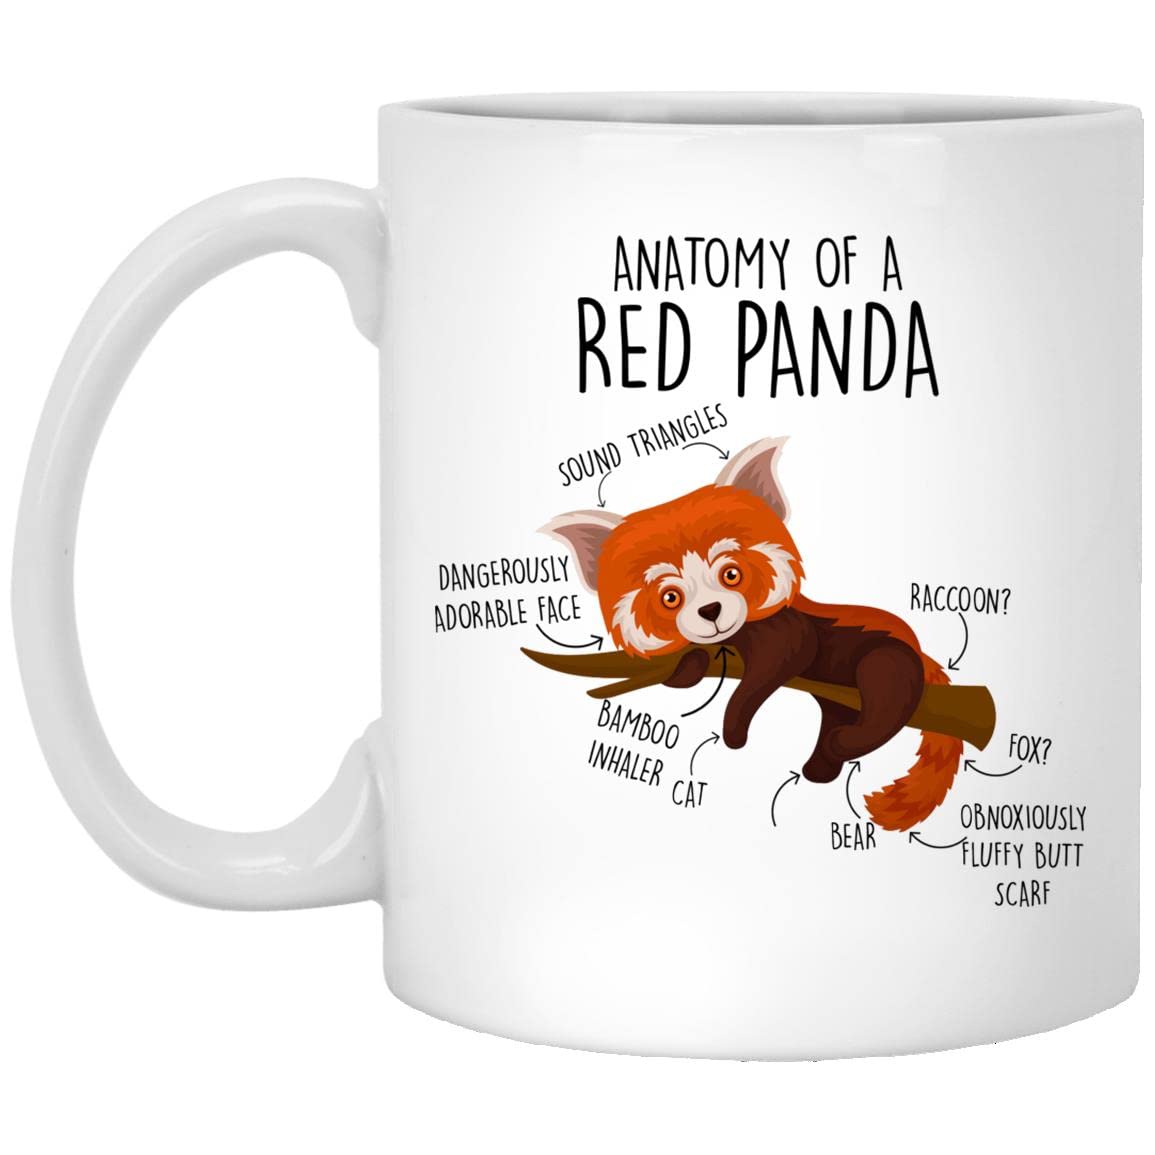 ANATOMY OF A
RED PANDA
SOUND TRIANGLES
DANGEROUSLY
ADORABLE FACE
RACCOON?
BAMBOO
INHALER
CAT
FOX?
BEAR
OBNOXIOUSLY
FLUFFY BUTT
SCARF